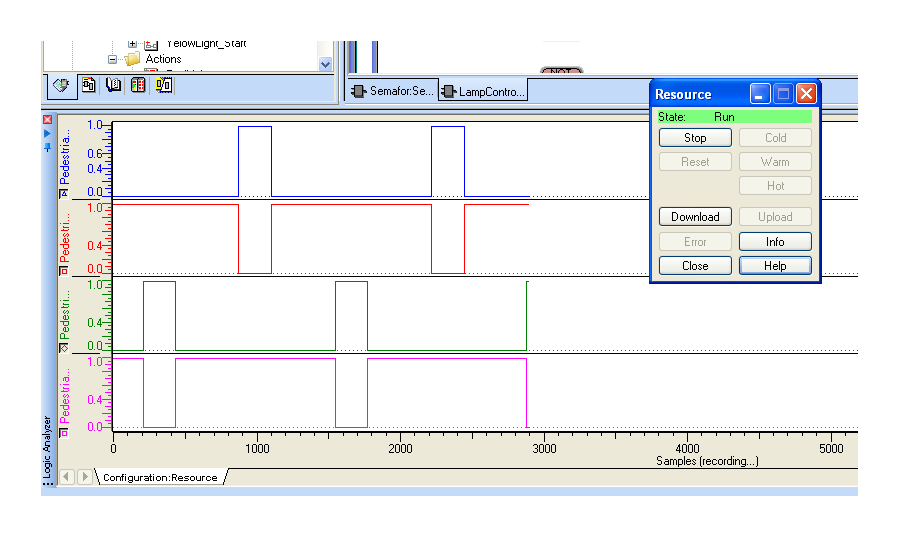 YelowLight_Start
Actions
NOT
Semafor:Se...
LampContro...
Resource
State: Run
Stop Cold
Reset Warm
Hot
Download Upload
Error Info
Close Help
Pedestria...
1.0
0.6
0.4
0.0
Pedestri...
1.0
0.4
0.0
Pedestri...
1.0
0.4
0.0
Pedestria...
1.0
0.4
0.0
0 1000 2000 3000 4000 5000
Samples (recording...)
Logic Analyzer
Configuration:Resource